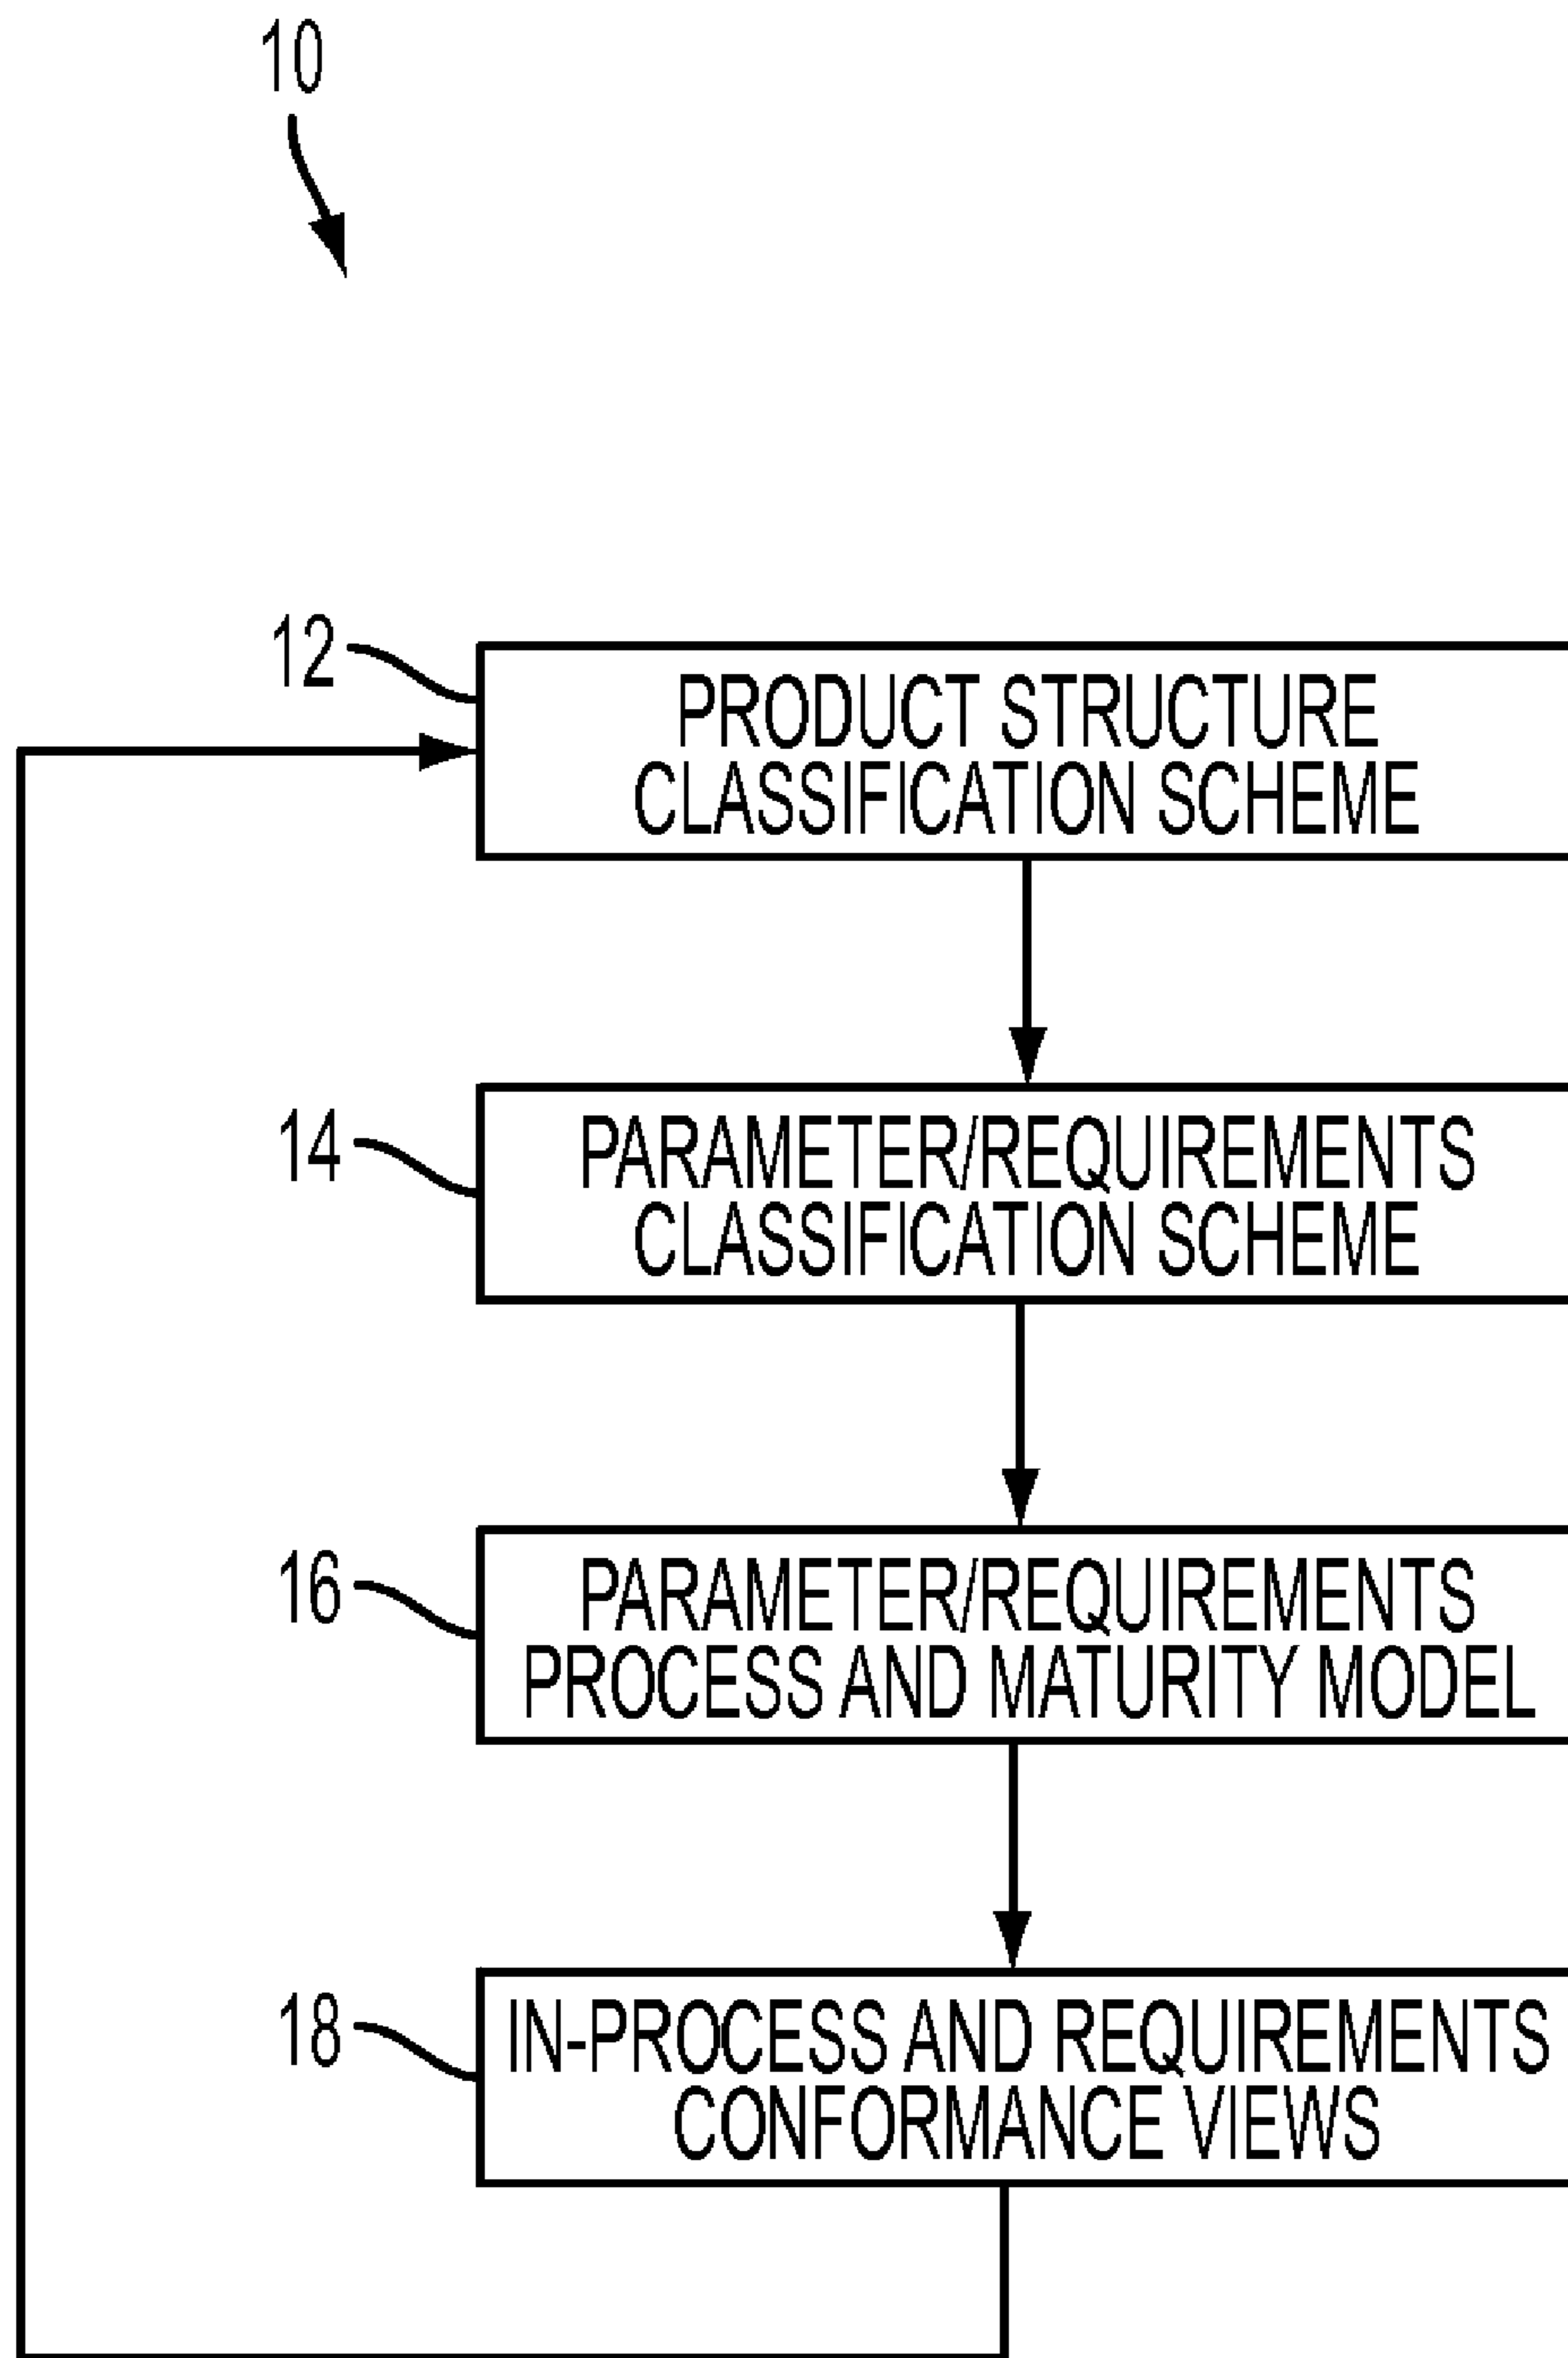 10
12
PRODUCT STRUCTURE
CLASSIFICATION SCHEME
14
PARAMETER/REQUIREMENTS
CLASSIFICATION SCHEME
16
PARAMETER/REQUIREMENTS
PROCESS AND MATURITY MODEL
18
IN-PROCESS AND REQUIREMENTS
CONFORMANCE VIEWS